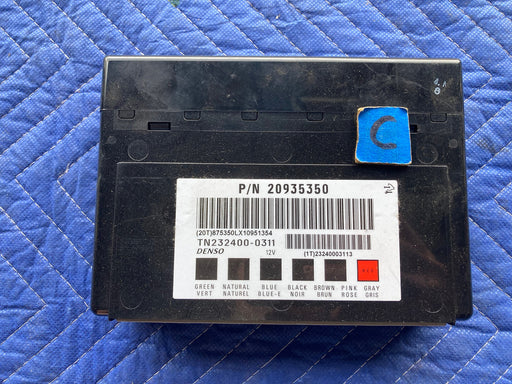 C
P/N 20935350
(20T)875350LX10951354
TN232400-0311
DENSO 12V (1T)23240003113
GREEN NATURAL BLUE BLACK BROWN PINK GRAY
VERT NATUREL BLUE-E NOIR BRUN ROSE GRIS